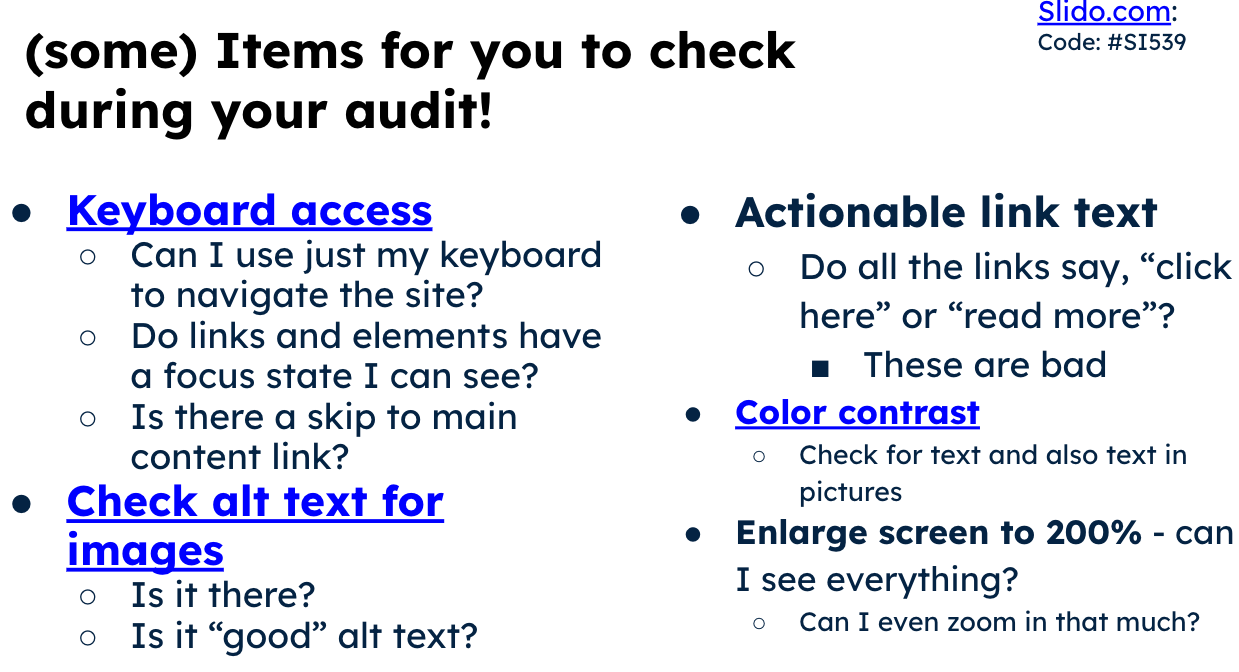 Slido.com:
Code: #SI539
(some) Items for you to check
during your audit!
● Keyboard access
○ Can I use just my keyboard
to navigate the site?
○ Do links and elements have
a focus state I can see?
○ Is there a skip to main
content link?
● Check alt text for
images
○ Is it there?
○ Is it “good” alt text?
● Actionable link text
○ Do all the links say, “click
here” or “read more”?
■ These are bad
● Color contrast
○ Check for text and also text in
pictures
● Enlarge screen to 200% - can
I see everything?
○ Can I even zoom in that much?